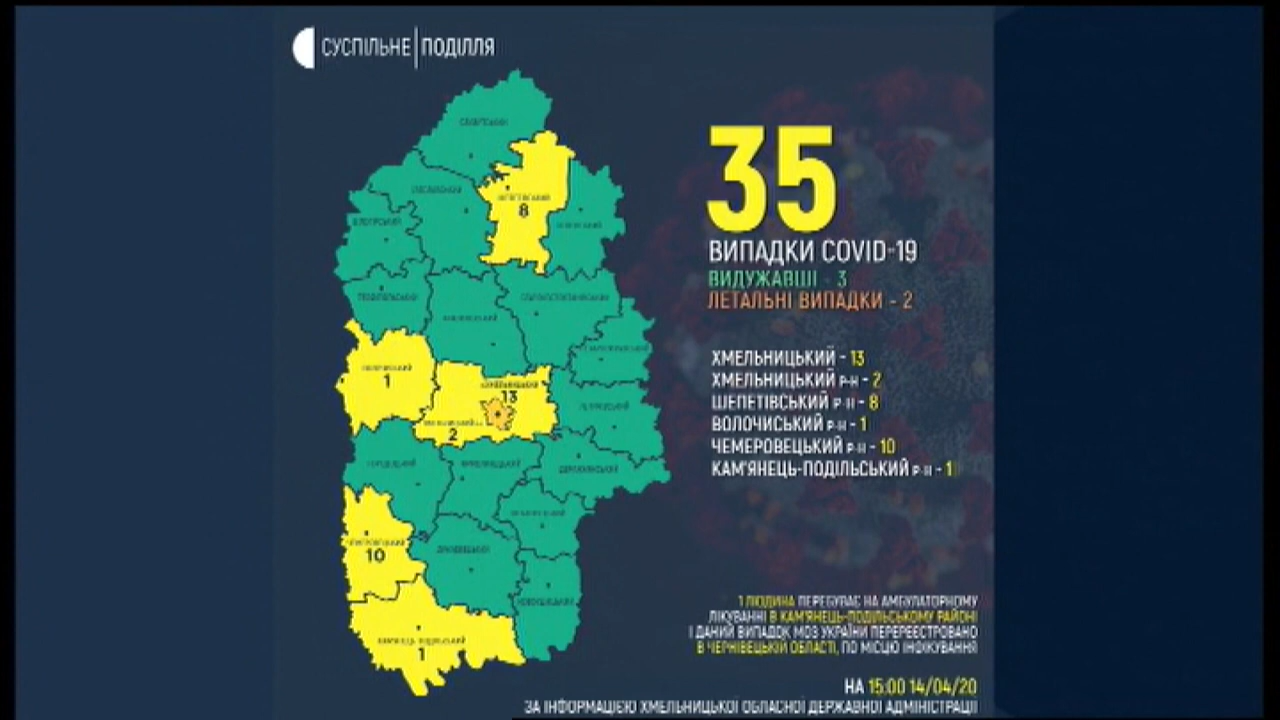 СУСПІЛЬНЕ ПОДІЛЛЯ
35
ВИПАДКИ COVID-19
ВИДУЖАВШІ - 3
ЛЕТАЛЬНІ ВИПАДКИ - 2
ХМЕЛЬНИЦЬКИЙ - 13
ХМЕЛЬНИЦЬКИЙ Р-Н - 2
ШЕПЕТІВСЬКИЙ Р-Н - 8
ВОЛОЧИСЬКИЙ Р-Н - 1
ЧЕМЕРОВЕЦЬКИЙ Р-Н - 10
КАМ'ЯНЕЦЬ-ПОДІЛЬСЬКИЙ Р-Н - 1
8
1
13
2
10
1
1 ЛЮДИНА ПЕРЕБУВАЄ НА АМБУЛАТОРНОМУ
ЛІКУВАННІ В КАМ'ЯНЕЦЬ-ПОДІЛЬСЬКОМУ РАЙОНІ
І ДАНИЙ ВИПАДОК МОЗ УКРАЇНИ ПЕРЕРЕЄСТРОВАНО
В ЧЕРНІВЕЦЬКІЙ ОБЛАСТІ, ПО МІСЦЮ ІНФІКУВАННЯ
НА 15:00 14/04/20
ЗА ІНФОРМАЦІЄЮ ХМЕЛЬНИЦЬКОЇ ОБЛАСНОЇ ДЕРЖАВНОЇ АДМІНІСТРАЦІЇ